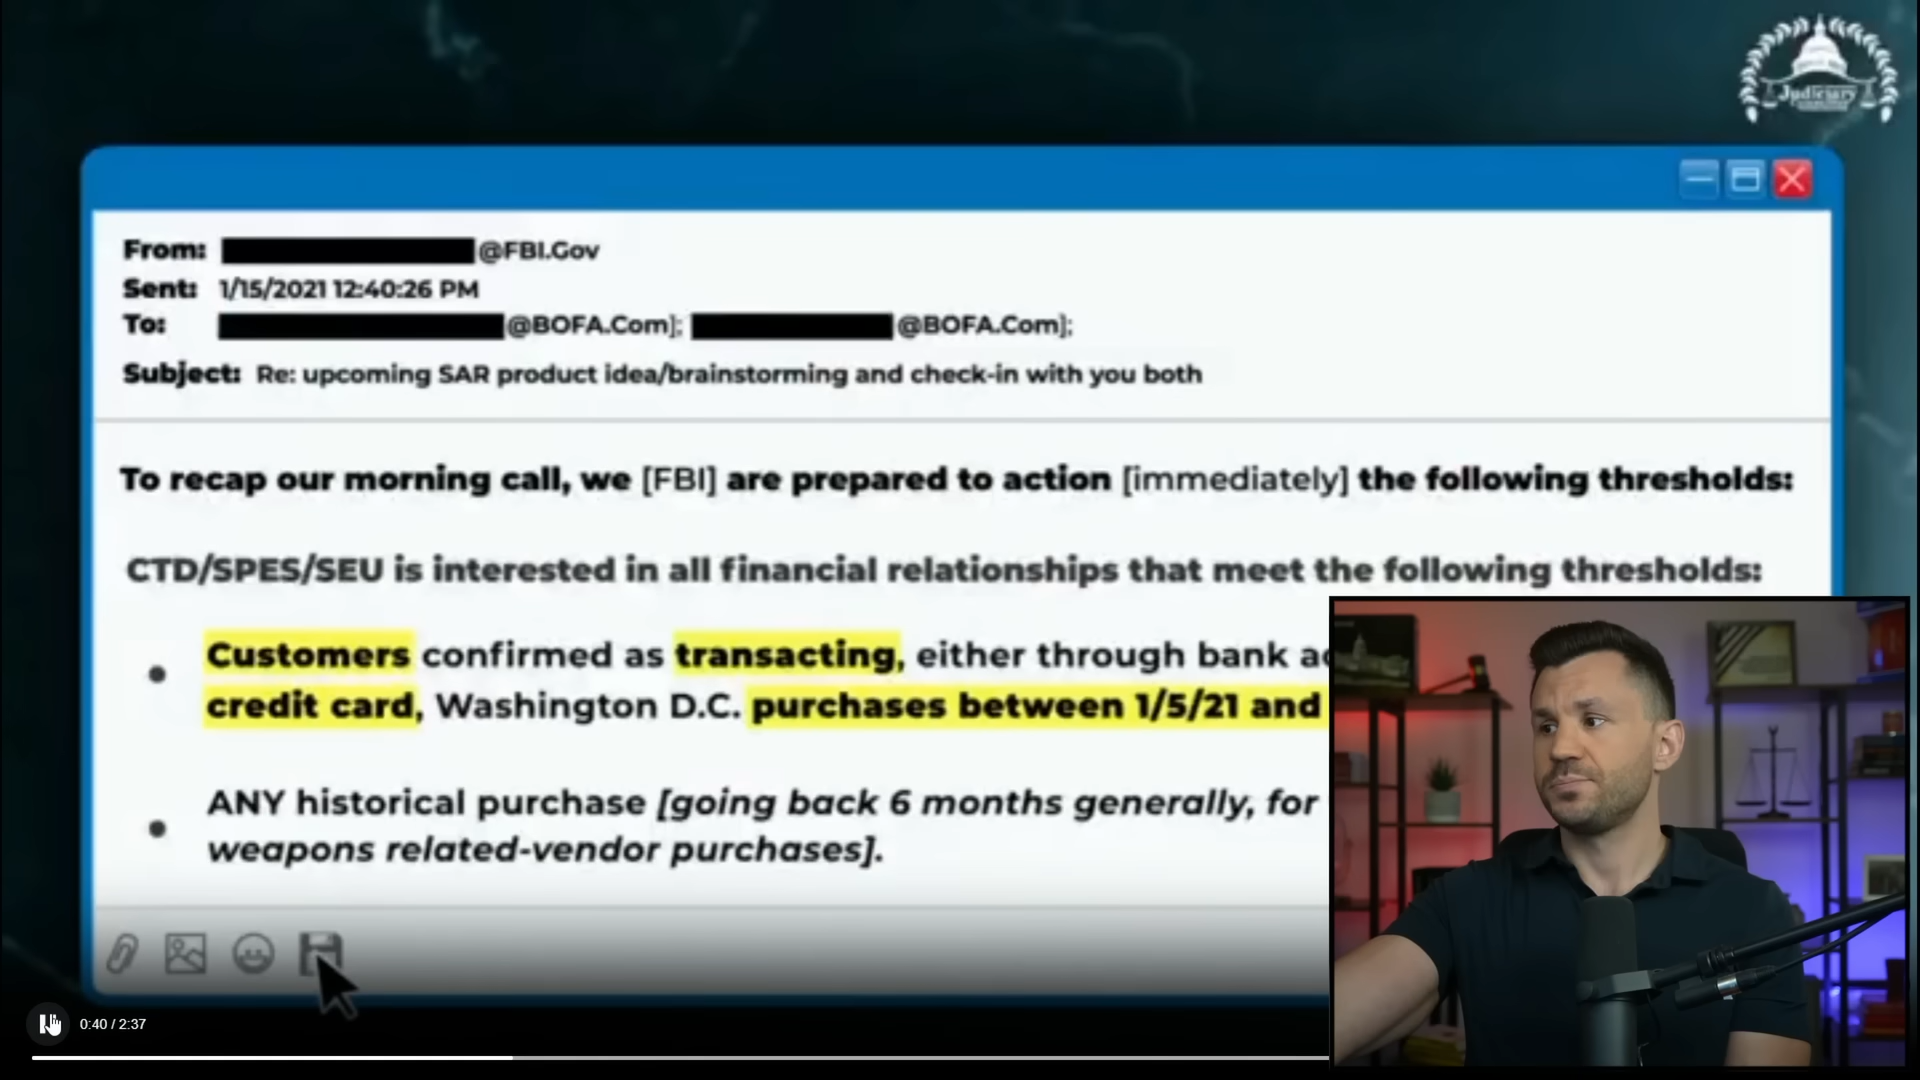 Judiciary
From: @FBI.Gov
Sent: 1/15/2021 12:40:26 PM
To: @BOFA.Com]; @BOFA.Com];
Subject: Re: upcoming SAR product idea/brainstorming and check-in with you both
To recap our morning call, we [FBI] are prepared to action [immediately] the following thresholds:
CTD/SPES/SEU is interested in all financial relationships that meet the following thresholds:
• Customers confirmed as transacting, either through bank
credit card, Washington D.C. purchases between 1/5/21 and
• ANY historical purchase [going back 6 months generally, for
weapons related-vendor purchases].
0:40 / 2:37